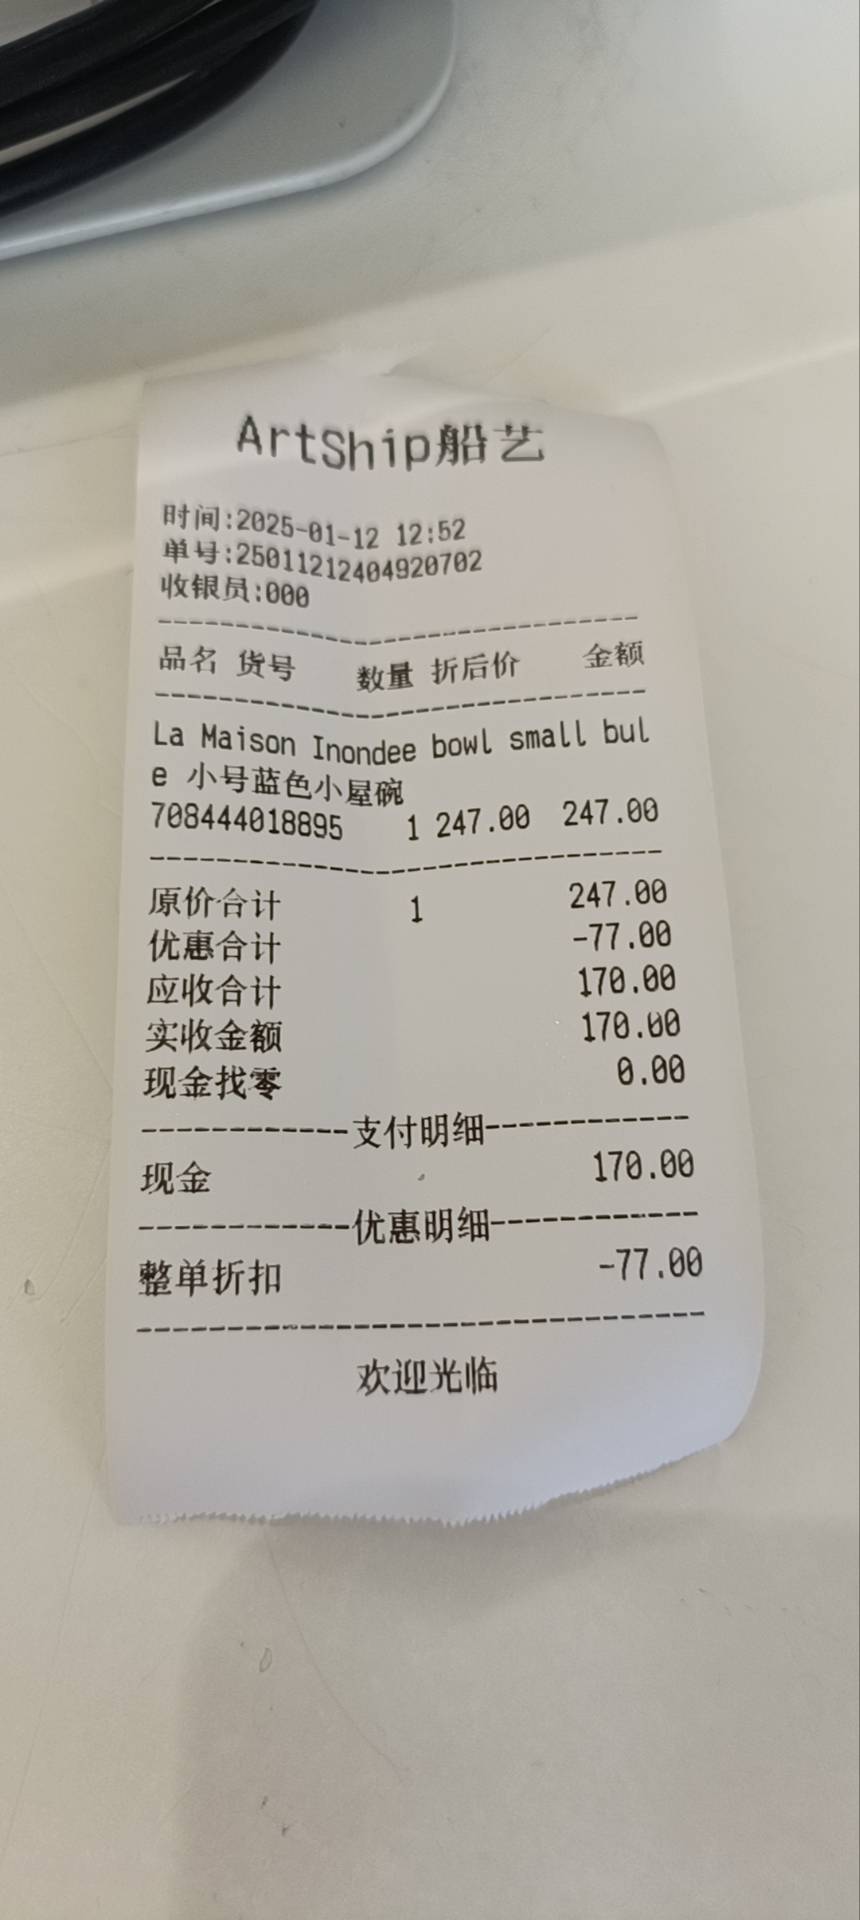 ArtShip船艺
时间:2025-01-12 12:52
单号:25011212404920702
收银员:000
--------------------------------
品名 货号 数量 折后价 金额
--------------------------------
La Maison Inondee bowl small bul
e 小号蓝色小屋碗
708444018895 1 247.00 247.00
--------------------------------
原价合计 1 247.00
优惠合计 -77.00
应收合计 170.00
实收金额 170.00
现金找零 0.00
------------支付明细------------
现金 170.00
------------优惠明细------------
整单折扣 -77.00
--------------------------------
欢迎光临